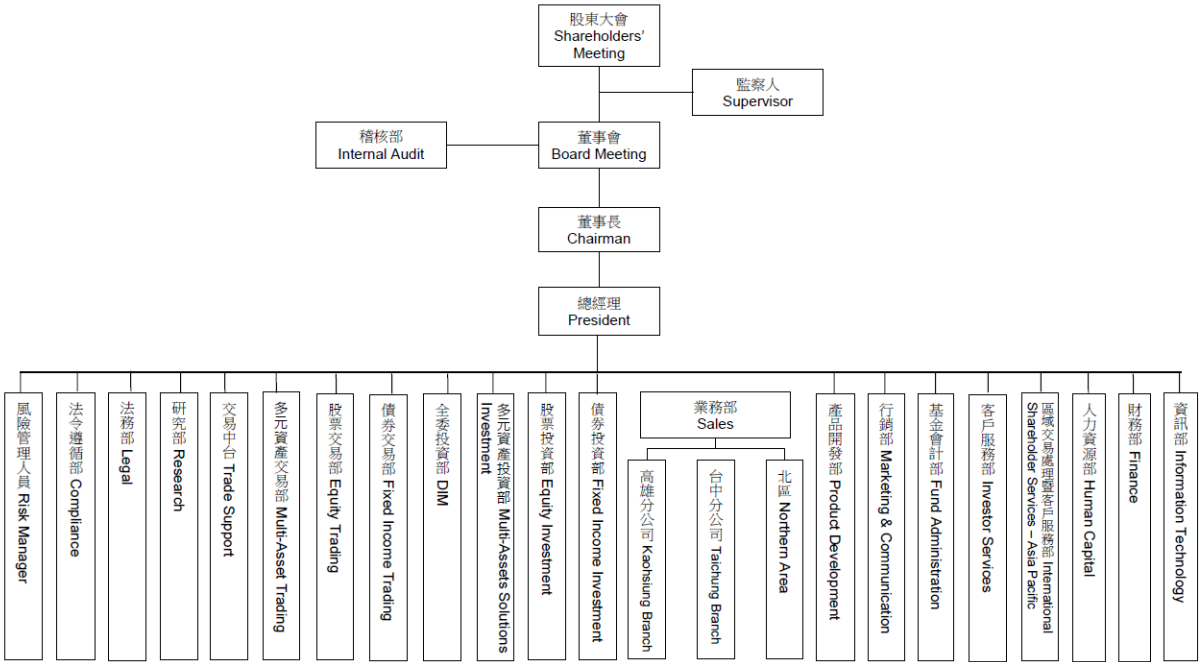 股東大會
Shareholders'
Meeting
監察人
Supervisor
稽核部
Internal Audit
董事會
Board Meeting
董事長
Chairman
總經理
President
風險管理人員 Risk Manager
法令遵循部 Compliance
法務部 Legal
研究部 Research
交易中台 Trade Support
多元資產交易部 Multi-Asset Trading
股票交易部 Equity Trading
債券交易部 Fixed Income Trading
全委投資部 DIM
多元資產投資部 Multi-Assets Solutions
Investment
股票投資部 Equity Investment
債券投資部 Fixed Income Investment
業務部
Sales
高雄分公司 Kaohsiung Branch
台中分公司 Taichung Branch
北區 Northern Area
產品開發部 Product Development
行銷部 Marketing & Communication
基金會計部 Fund Administration
客戶服務部 Investor Services
區域交易處理暨客戶服務部 International
Shareholder Services – Asia Pacific
人力資源部 Human Capital
財務部 Finance
資訊部 Information Technology